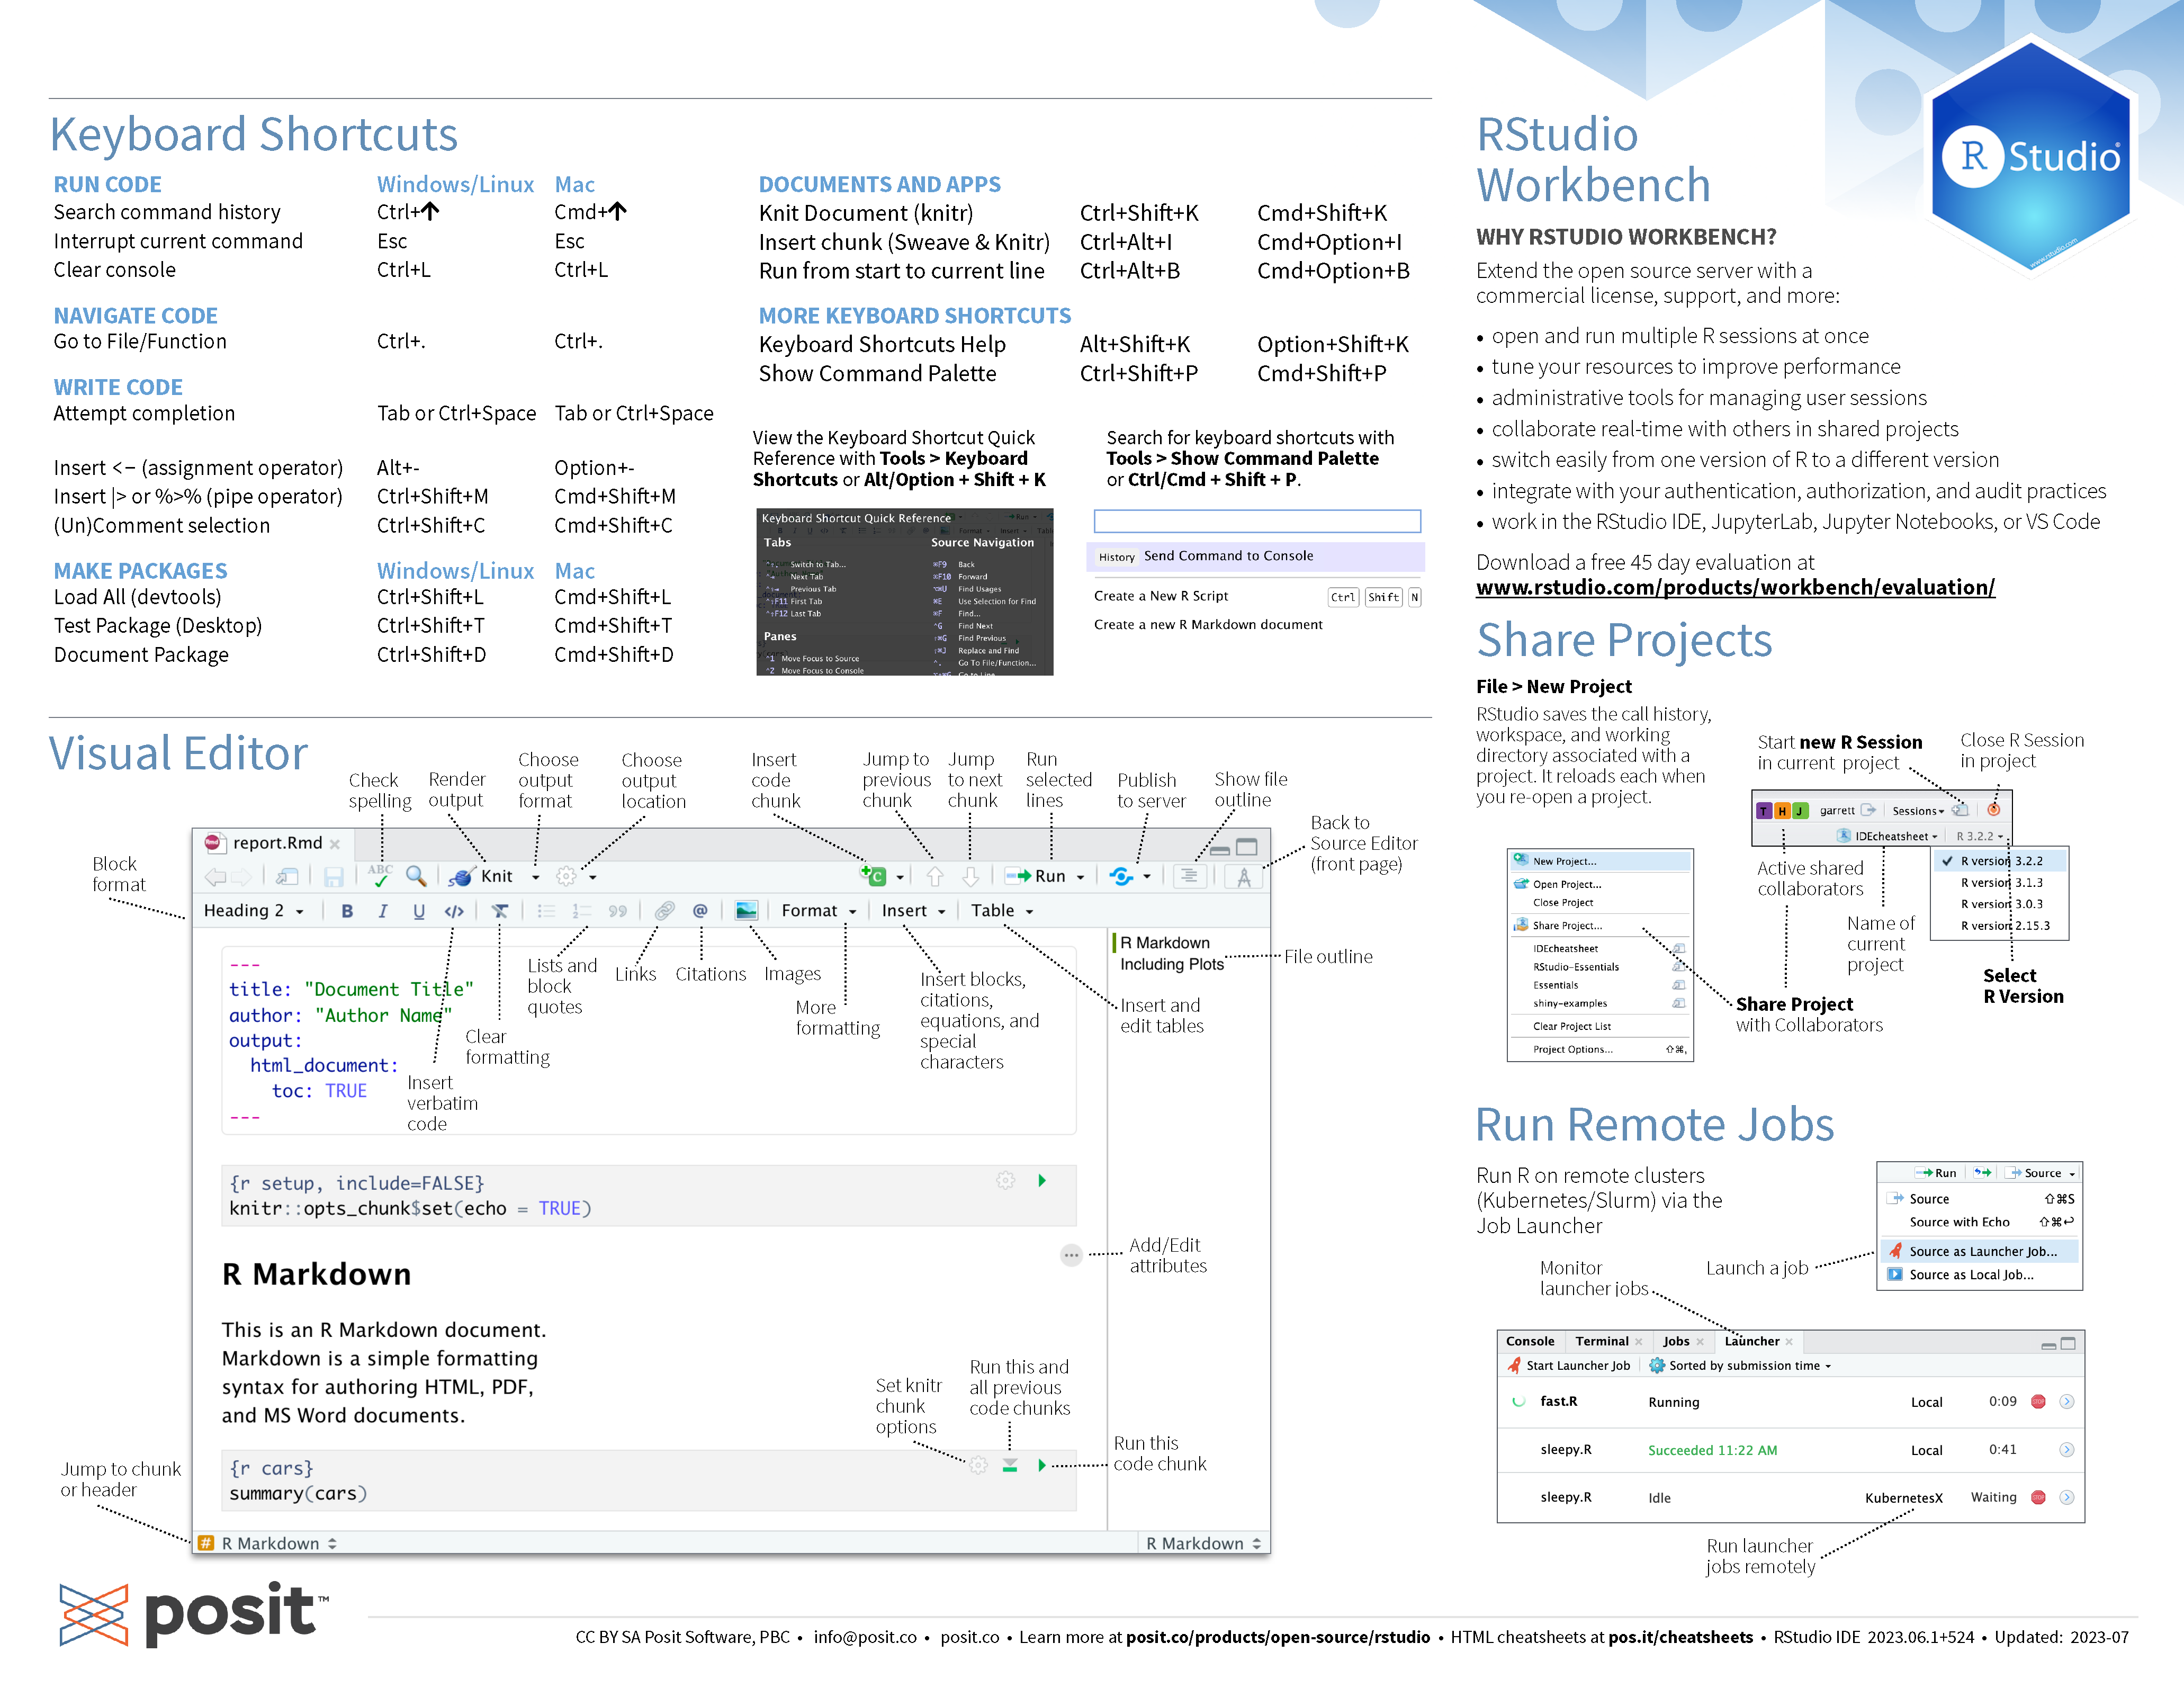 Keyboard Shortcuts
RUN CODE Windows/Linux Mac
Search command history Ctrl+🡑 Cmd+🡑
Interrupt current command Esc Esc
Clear console Ctrl+L Ctrl+L
NAVIGATE CODE
Go to File/Function Ctrl+. Ctrl+.
WRITE CODE
Attempt completion Tab or Ctrl+Space Tab or Ctrl+Space
Insert <- (assignment operator) Alt+- Option+-
Insert |> or %>% (pipe operator) Ctrl+Shift+M Cmd+Shift+M
(Un)Comment selection Ctrl+Shift+C Cmd+Shift+C
MAKE PACKAGES Windows/Linux Mac
Load All (devtools) Ctrl+Shift+L Cmd+Shift+L
Test Package (Desktop) Ctrl+Shift+T Cmd+Shift+T
Document Package Ctrl+Shift+D Cmd+Shift+D
DOCUMENTS AND APPS
Knit Document (knitr) Ctrl+Shift+K Cmd+Shift+K
Insert chunk (Sweave & Knitr) Ctrl+Alt+I Cmd+Option+I
Run from start to current line Ctrl+Alt+B Cmd+Option+B
MORE KEYBOARD SHORTCUTS
Keyboard Shortcuts Help Alt+Shift+K Option+Shift+K
Show Command Palette Ctrl+Shift+P Cmd+Shift+P
View the Keyboard Shortcut Quick
Reference with Tools > Keyboard
Shortcuts or Alt/Option + Shift + K
Keyboard Shortcut Quick Reference
Tabs
Switch to Tab...
Next Tab
Previous Tab
F11 First Tab
F12 Last Tab
Panes
1 Move Focus to Source
2 Move Focus to Console
Source Navigation
⌘F9 Back
⌘F10 Forward
⌥⌘U Find Usages
⌘E Use Selection for Find
⌘F Find...
^G Find Next
⇧⌘G Find Previous
⇧⌘J Replace and Find
^. Go To File/Function...
Go to Line
Search for keyboard shortcuts with
Tools > Show Command Palette
or Ctrl/Cmd + Shift + P.
History Send Command to Console
Create a New R Script Ctrl Shift N
Create a new R Markdown document
Visual Editor
Check
spelling
Render
output
Choose
output
format
Choose
output
location
Insert
code
chunk
Jump to
previous
chunk
Jump
to next
chunk
Run
selected
lines
Publish
to server
Show file
outline
Back to
Source Editor
(front page)
Block
format
Rmd report.Rmd
ABC Knit C Run
Heading 2 B I U </> @ Format Insert Table
---
title: "Document Title"
author: "Author Name"
output:
html_document:
toc: TRUE
---
Insert
verbatim
code
Clear
formatting
Lists and
block
quotes
Links
Citations
Images
More
formatting
Insert blocks,
citations,
equations, and
special
characters
Insert and
edit tables
R Markdown
Including Plots
File outline
{r setup, include=FALSE}
knitr::opts_chunk$set(echo = TRUE)
Add/Edit
attributes
R Markdown
This is an R Markdown document.
Markdown is a simple formatting
syntax for authoring HTML, PDF,
and MS Word documents.
Set knitr
chunk
options
Run this and
all previous
code chunks
Run this
code chunk
{r cars}
summary(cars)
Jump to chunk
or header
# R Markdown
R Markdown
RStudio
Workbench
R Studio®
www.rstudio.com
WHY RSTUDIO WORKBENCH?
Extend the open source server with a
commercial license, support, and more:
• open and run multiple R sessions at once
• tune your resources to improve performance
• administrative tools for managing user sessions
• collaborate real-time with others in shared projects
• switch easily from one version of R to a different version
• integrate with your authentication, authorization, and audit practices
• work in the RStudio IDE, JupyterLab, Jupyter Notebooks, or VS Code
Download a free 45 day evaluation at
www.rstudio.com/products/workbench/evaluation/
Share Projects
File > New Project
RStudio saves the call history,
workspace, and working
directory associated with a
project. It reloads each when
you re-open a project.
Start new R Session
in current project
Close R Session
in project
T H J garrett Sessions
IDEcheatsheet R 3.2.2
✓ R version 3.2.2
R version 3.1.3
R version 3.0.3
R version 2.15.3
Active shared
collaborators
Name of
current
project
Select
R Version
Share Project
with Collaborators
New Project...
Open Project...
Close Project
Share Project...
IDEcheatsheet
RStudio-Essentials
Essentials
shiny-examples
Clear Project List
Project Options... ⇧⌘,
Run Remote Jobs
Run R on remote clusters
(Kubernetes/Slurm) via the
Job Launcher
Run Source
Source ⇧⌘S
Source with Echo ⇧⌘↩
Source as Launcher Job...
Source as Local Job...
Launch a job
Monitor
launcher jobs
Console Terminal Jobs Launcher
Start Launcher Job Sorted by submission time
fast.R Running Local 0:09 STOP
sleepy.R Succeeded 11:22 AM Local 0:41
sleepy.R Idle KubernetesX Waiting STOP
Run launcher
jobs remotely
posit™
CC BY SA Posit Software, PBC • info@posit.co • posit.co • Learn more at posit.co/products/open-source/rstudio • HTML cheatsheets at pos.it/cheatsheets • RStudio IDE 2023.06.1+524 • Updated: 2023-07